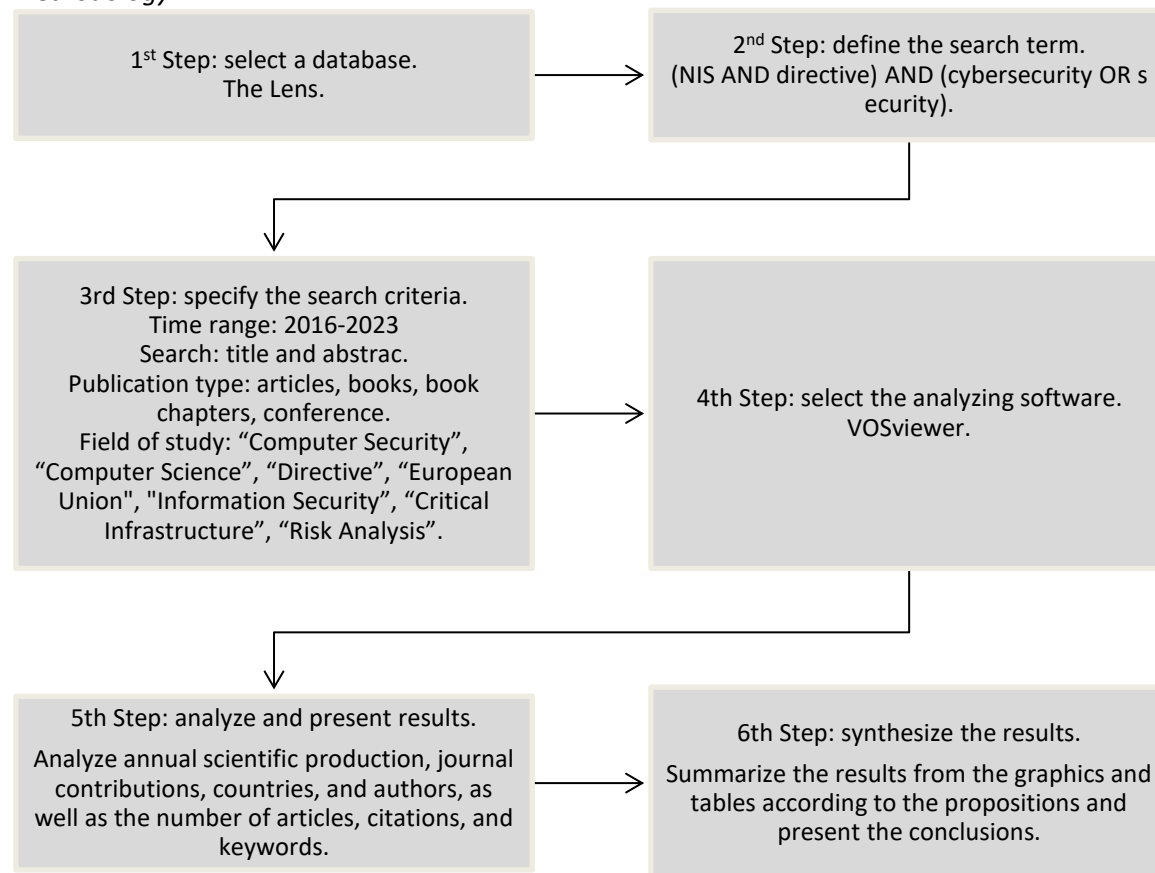 1st Step: select a database.
The Lens.
2nd Step: define the search term.
(NIS AND directive) AND (cybersecurity OR s
ecurity).
3rd Step: specify the search criteria.
Time range: 2016-2023
Search: title and abstrac.
Publication type: articles, books, book
chapters, conference.
Field of study: “Computer Security”,
“Computer Science”, “Directive”, “European
Union", "Information Security”, “Critical
Infrastructure”, “Risk Analysis”.
4th Step: select the analyzing software.
VOSviewer.
5th Step: analyze and present results.
Analyze annual scientific production, journal
contributions, countries, and authors, as
well as the number of articles, citations, and
keywords.
6th Step: synthesize the results.
Summarize the results from the graphics and
tables according to the propositions and
present the conclusions.